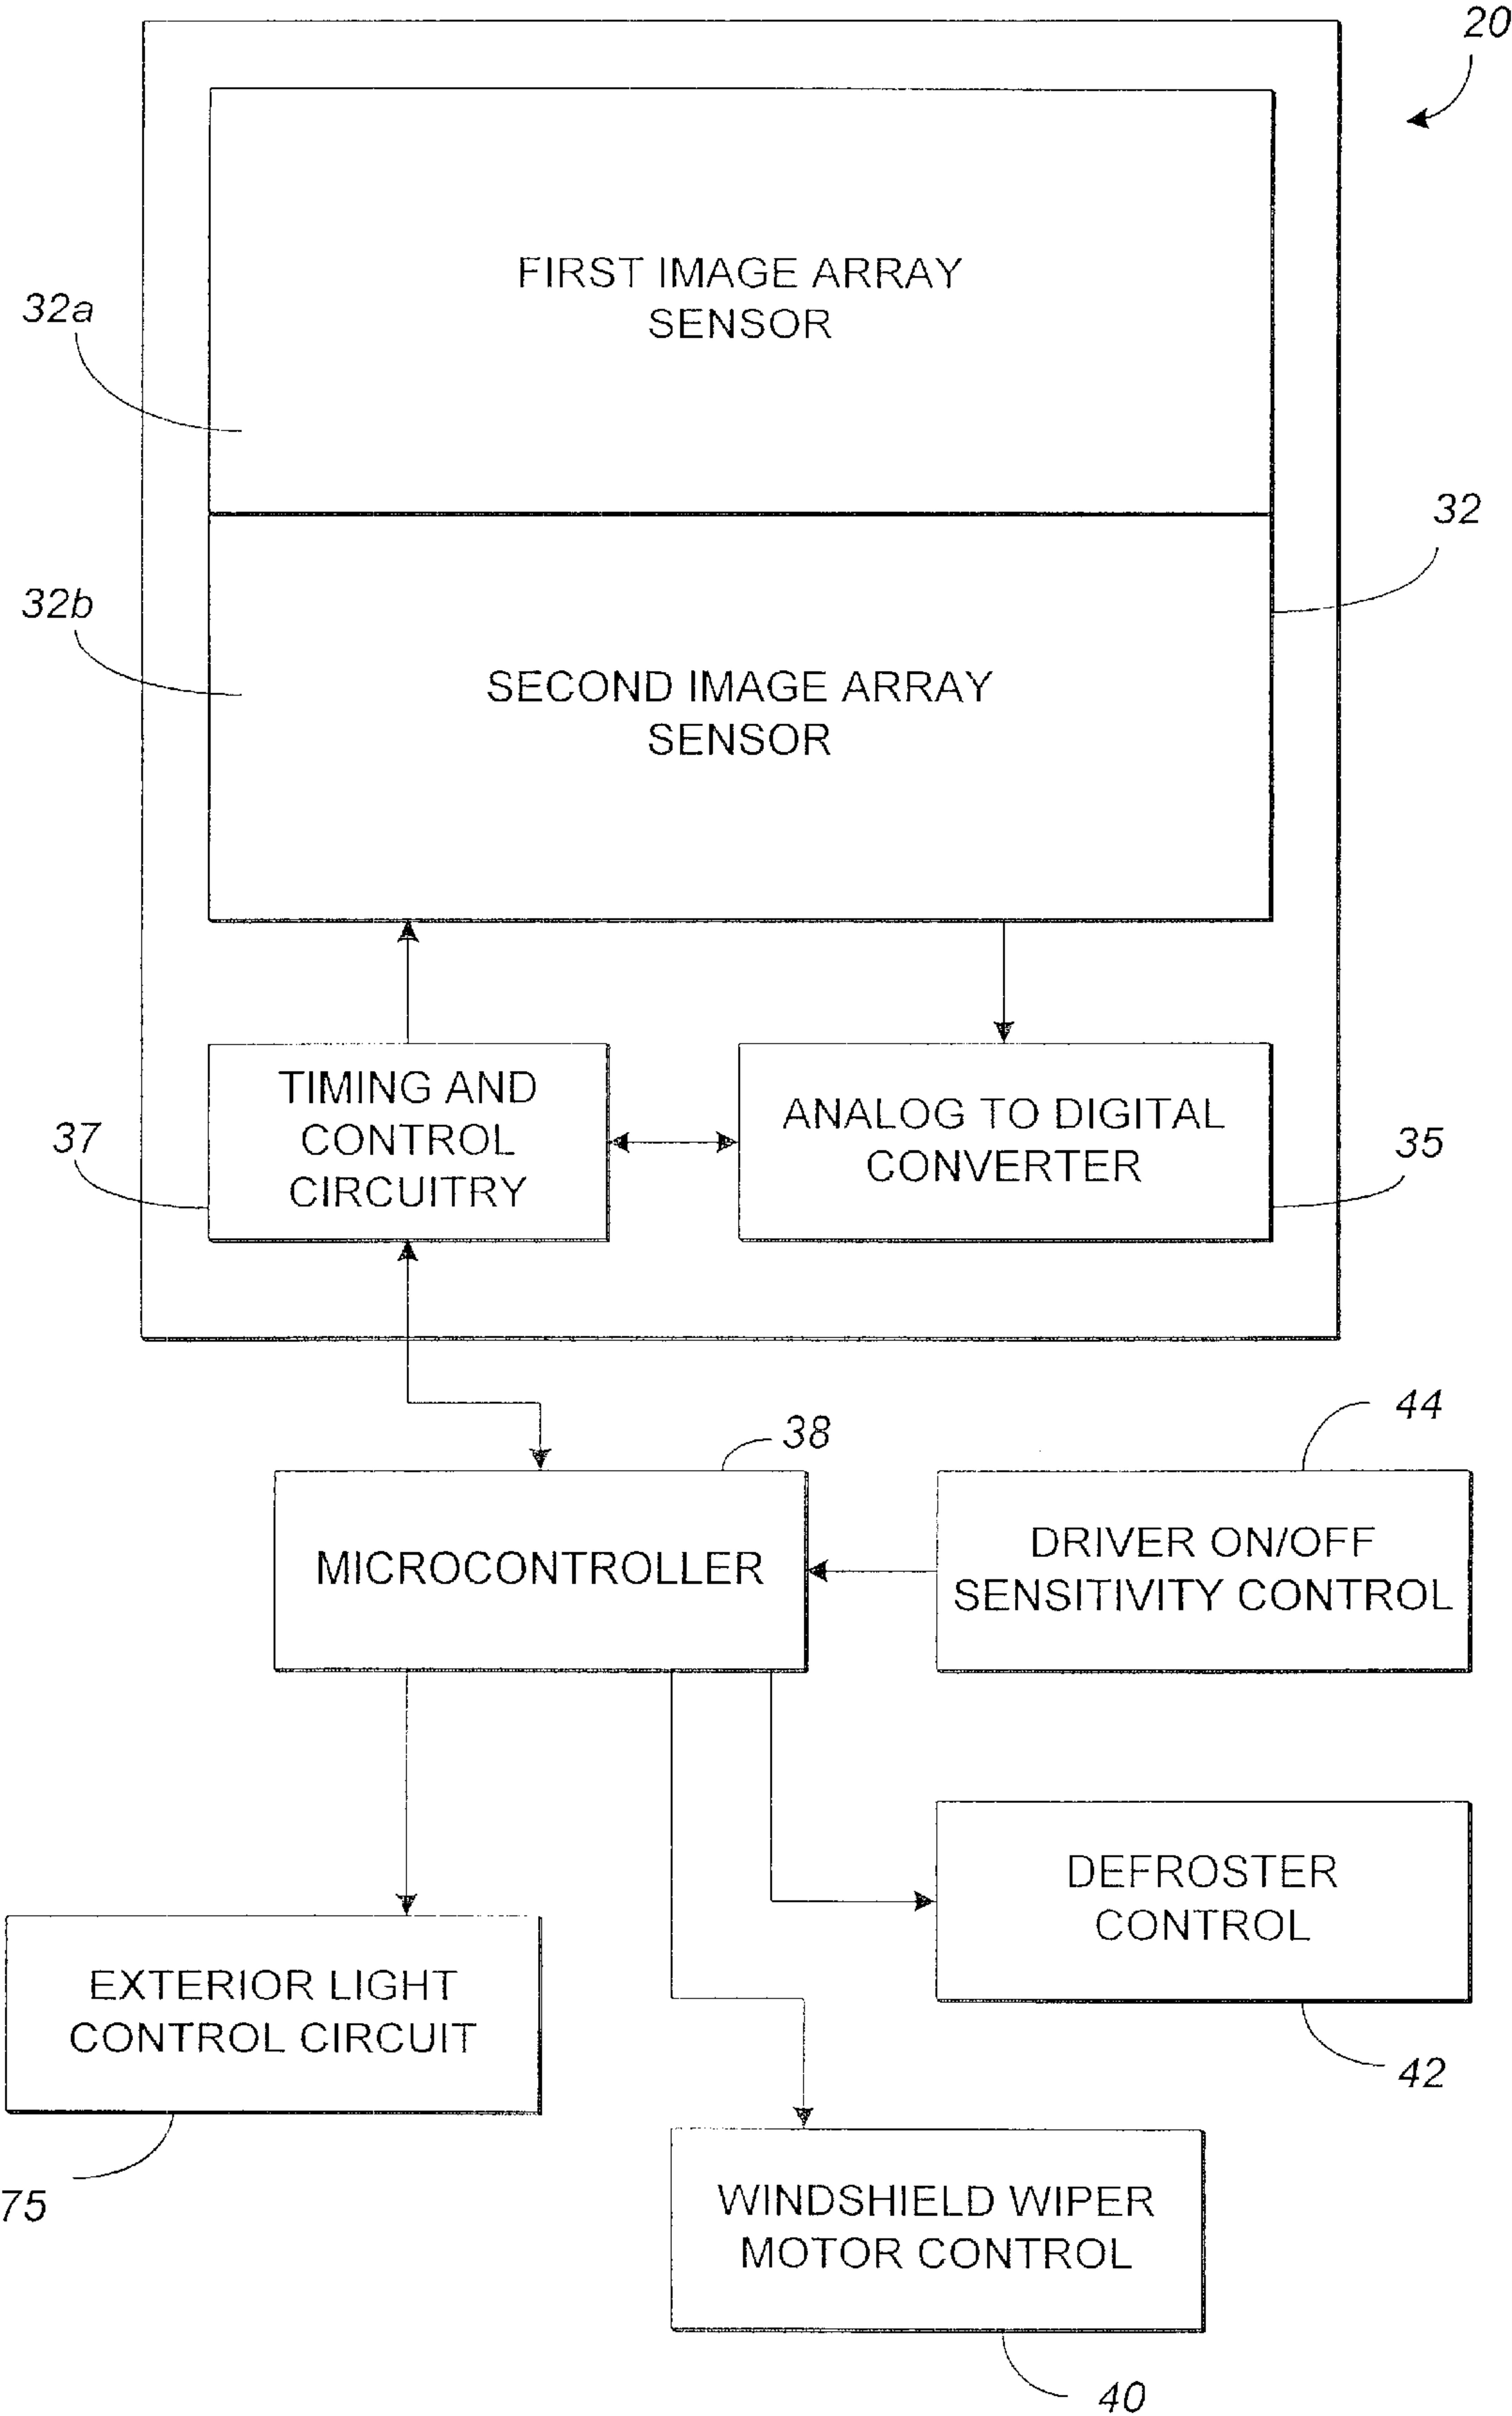 20
FIRST IMAGE ARRAY
SENSOR
32a
32
32b
SECOND IMAGE ARRAY
SENSOR
TIMING AND
CONTROL
CIRCUITRY
37
ANALOG TO DIGITAL
CONVERTER
35
38
44
MICROCONTROLLER
DRIVER ON/OFF
SENSITIVITY CONTROL
DEFROSTER
CONTROL
42
EXTERIOR LIGHT
CONTROL CIRCUIT
75
WINDSHIELD WIPER
MOTOR CONTROL
40